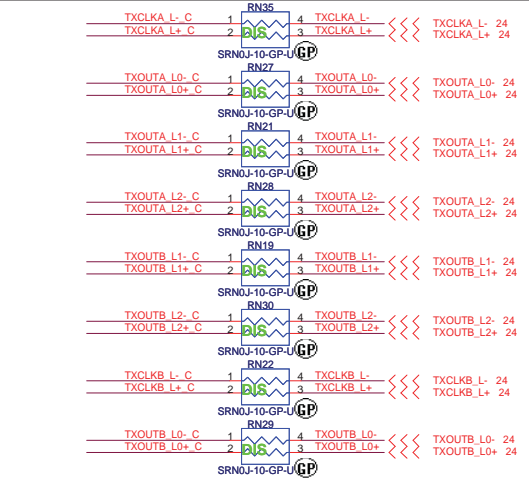 RN35
TXCLKA_L-_C 1 4 TXCLKA_L- TXCLKA_L- 24
TXCLKA_L+_C 2 DIS 3 TXCLKA_L+ TXCLKA_L+ 24
SRN0J-10-GP-U GP
RN27
TXOUTA_L0-_C 1 4 TXOUTA_L0- TXOUTA_L0- 24
TXOUTA_L0+_C 2 DIS 3 TXOUTA_L0+ TXOUTA_L0+ 24
SRN0J-10-GP-U GP
RN21
TXOUTA_L1-_C 1 4 TXOUTA_L1- TXOUTA_L1- 24
TXOUTA_L1+_C 2 DIS 3 TXOUTA_L1+ TXOUTA_L1+ 24
SRN0J-10-GP-U GP
RN28
TXOUTA_L2-_C 1 4 TXOUTA_L2- TXOUTA_L2- 24
TXOUTA_L2+_C 2 DIS 3 TXOUTA_L2+ TXOUTA_L2+ 24
SRN0J-10-GP-U GP
RN19
TXOUTB_L1-_C 1 4 TXOUTB_L1- TXOUTB_L1- 24
TXOUTB_L1+_C 2 DIS 3 TXOUTB_L1+ TXOUTB_L1+ 24
SRN0J-10-GP-U GP
RN30
TXOUTB_L2-_C 1 4 TXOUTB_L2- TXOUTB_L2- 24
TXOUTB_L2+_C 2 DIS 3 TXOUTB_L2+ TXOUTB_L2+ 24
SRN0J-10-GP-U GP
RN22
TXCLKB_L-_C 1 4 TXCLKB_L- TXCLKB_L- 24
TXCLKB_L+_C 2 DIS 3 TXCLKB_L+ TXCLKB_L+ 24
SRN0J-10-GP-U GP
RN29
TXOUTB_L0-_C 1 4 TXOUTB_L0- TXOUTB_L0- 24
TXOUTB_L0+_C 2 DIS 3 TXOUTB_L0+ TXOUTB_L0+ 24
SRN0J-10-GP-U GP